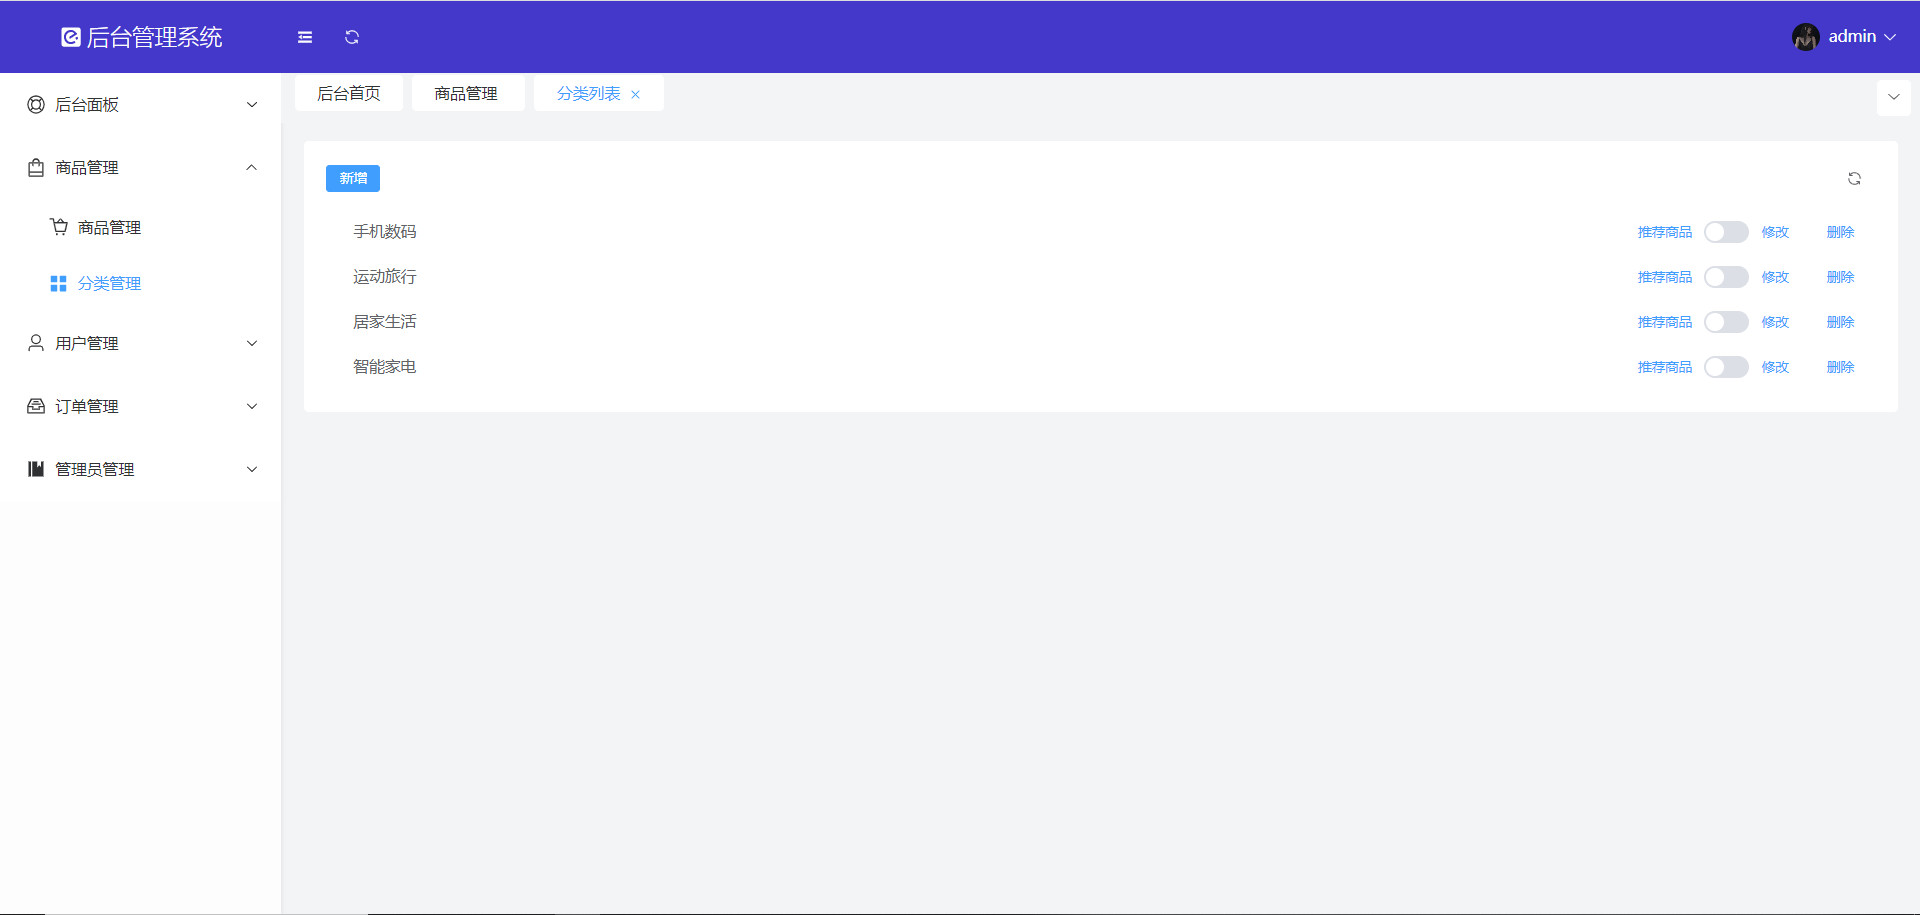 后台管理系统
admin
后台面板
商品管理
商品管理
分类管理
用户管理
订单管理
管理员管理
后台首页 商品管理 分类列表
新增
手机数码 推荐商品 修改 删除
运动旅行 推荐商品 修改 删除
居家生活 推荐商品 修改 删除
智能家电 推荐商品 修改 删除